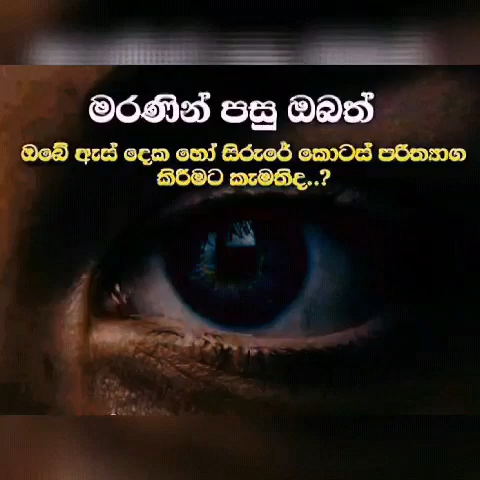 මරණින් පසු ඔබත්
ඔබේ ඇස් දෙක හෝ සිරුරේ කොටස් පරිත්‍යාග
කිරීමට කැමතිද..?